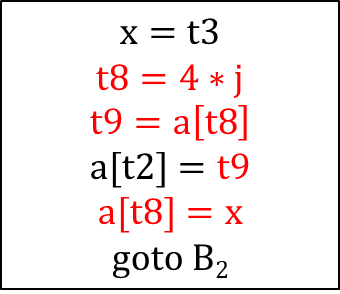 x = t3
t8 = 4 * j
t9 = a[t8]
a[t2] = t9
a[t8] = x
goto B₂